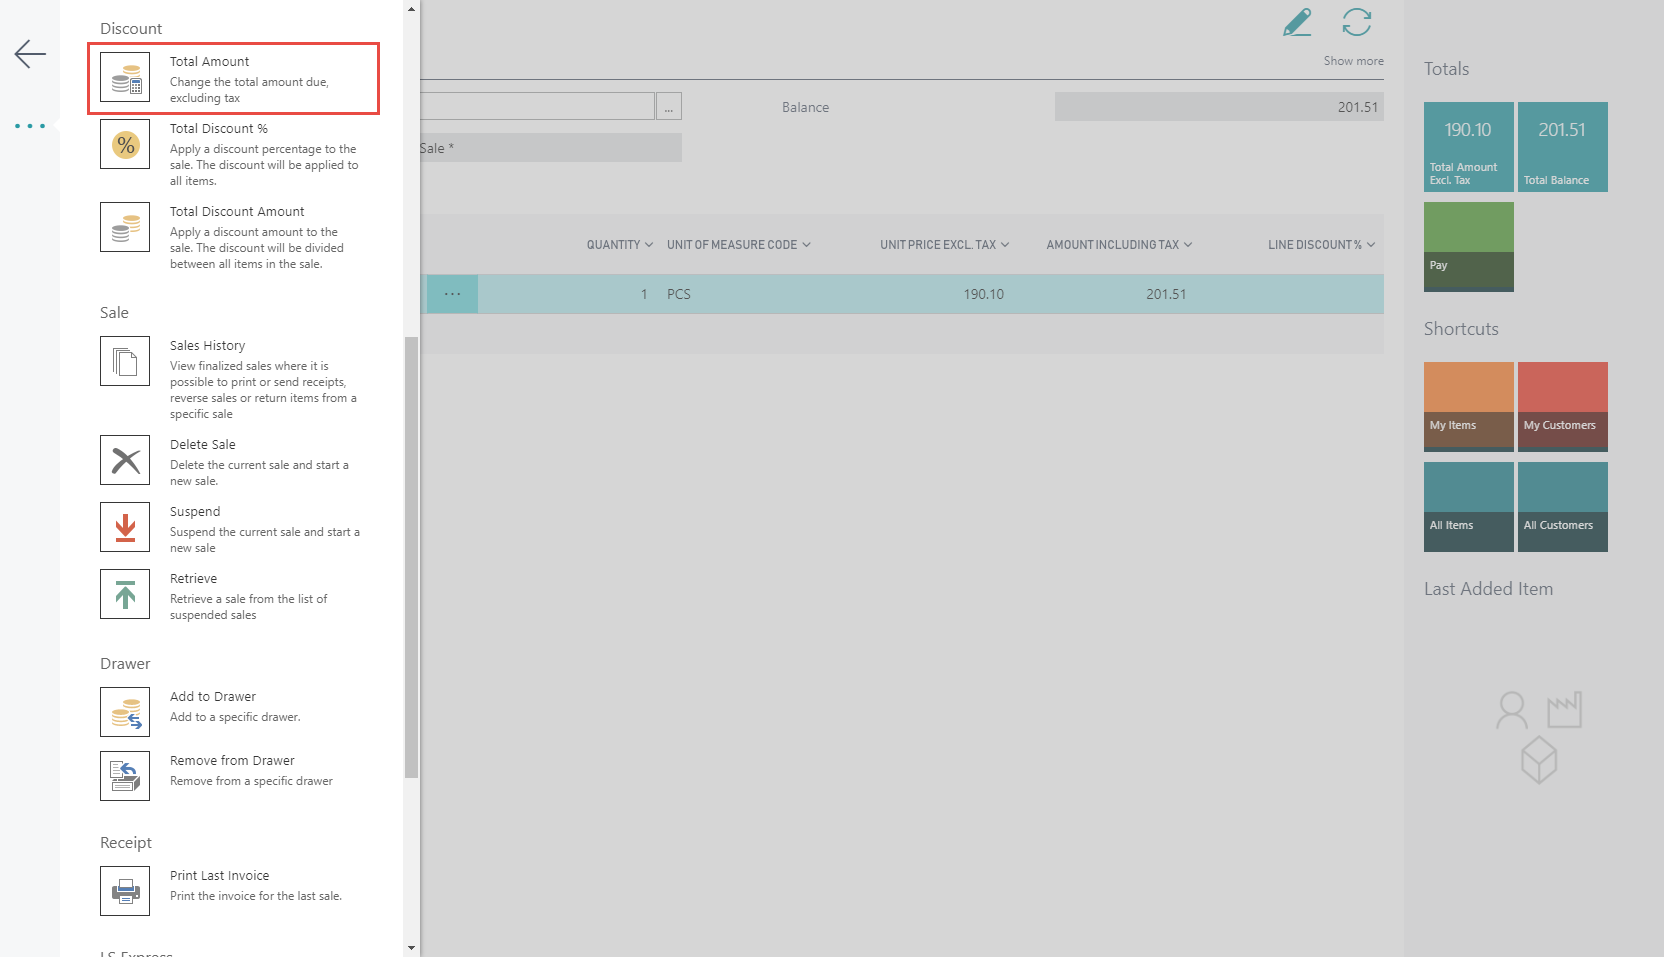 Discount
Total Amount
Change the total amount due,
excluding tax
%
Total Discount %
Apply a discount percentage to the
sale. The discount will be applied to
all items.
Total Discount Amount
Apply a discount amount to the
sale. The discount will be divided
between all items in the sale.
Sale
Sales History
View finalized sales where it is
possible to print or send receipts,
reverse sales or return items from a
specific sale
Delete Sale
Delete the current sale and start a
new sale.
Suspend
Suspend the current sale and start a
new sale
Retrieve
Retrieve a sale from the list of
suspended sales
Drawer
Add to Drawer
Add to a specific drawer.
Remove from Drawer
Remove from a specific drawer
Receipt
Print Last Invoice
Print the invoice for the last sale.
LS Express
Show more
...
Balance
201.51
Sale *
QUANTITY UNIT OF MEASURE CODE UNIT PRICE EXCL. TAX AMOUNT INCLUDING TAX LINE DISCOUNT %
... 1 PCS 190.10 201.51
Totals
190.10
Total Amount
Excl. Tax
201.51
Total Balance
Pay
Shortcuts
My Items
My Customers
All Items
All Customers
Last Added Item